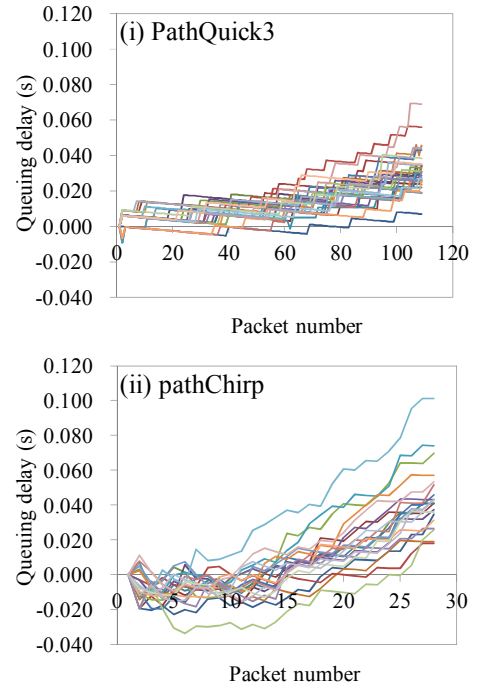 (i) PathQuick3
Queuing delay (s)
0.120
0.100
0.080
0.060
0.040
0.020
0.000
-0.020
-0.040
0 20 40 60 80 100 120
Packet number
(ii) pathChirp
Queuing delay (s)
0.120
0.100
0.080
0.060
0.040
0.020
0.000
-0.020
-0.040
0 5 10 15 20 25 30
Packet number